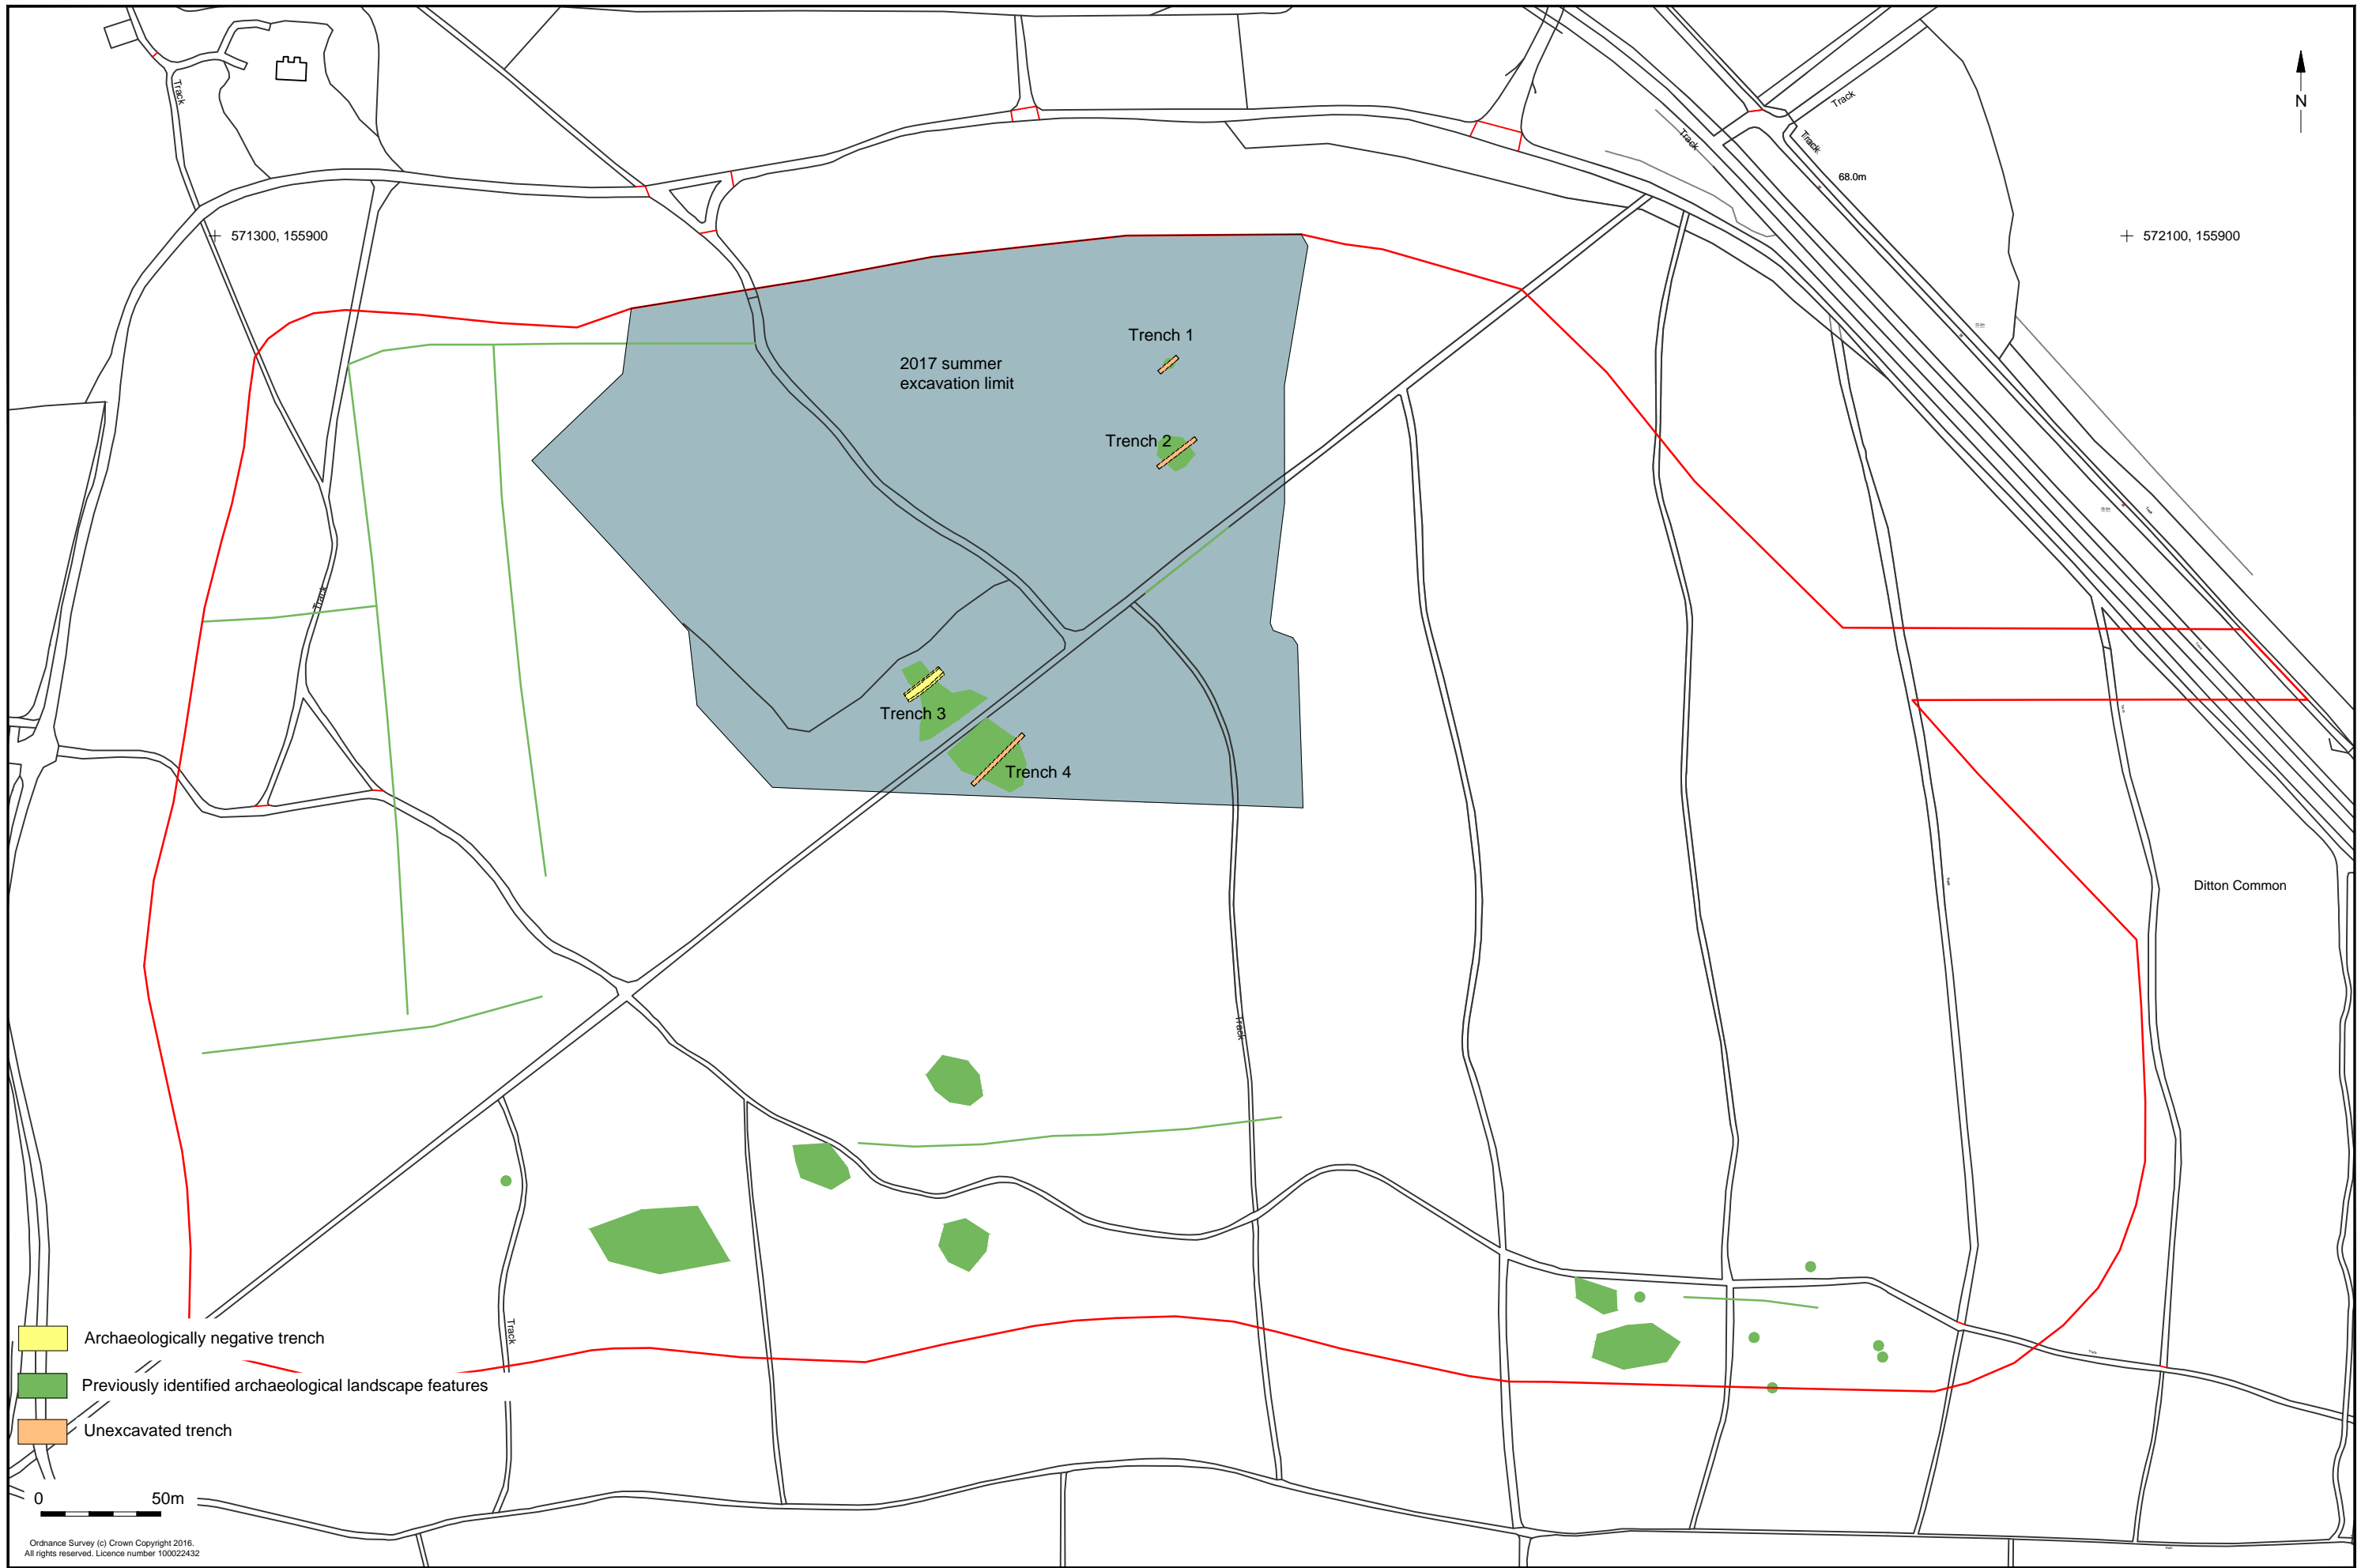 Track
Track
Track
Track
N
68.0m
571300, 155900
572100, 155900
Trench 1
2017 summer
excavation limit
Trench 2
Track
Trench 3
Trench 4
Ditton Common
Track
Track
Archaeologically negative trench
Previously identified archaeological landscape features
Unexcavated trench
0 50m
Ordnance Survey (c) Crown Copyright 2016.
All rights reserved. Licence number 100022432